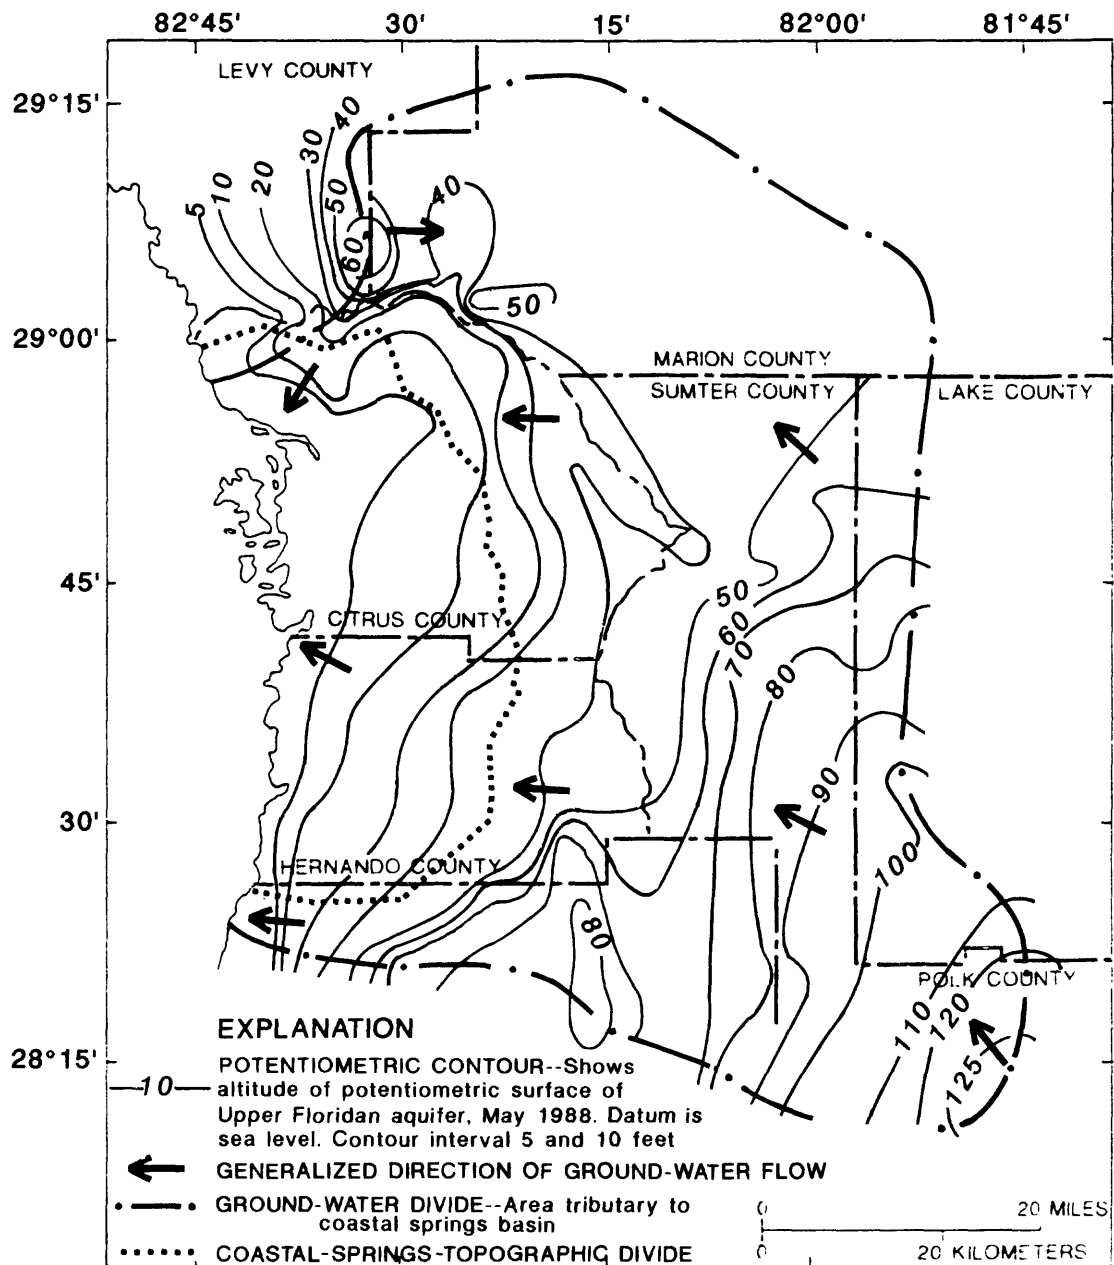 82°45' 30' 15' 82°00' 81°45'
LEVY COUNTY
29°15'
40
30
20
10
5
50
60
40
50
29°00'
MARION COUNTY
SUMTER COUNTY
LAKE COUNTY
45'
50
60
70
80
CITRUS COUNTY
90
30'
HERNANDO COUNTY
100
80
POLK COUNTY
110
120
125
28°15'
EXPLANATION
POTENTIOMETRIC CONTOUR--Shows
10 altitude of potentiometric surface of
Upper Floridan aquifer, May 1988. Datum is
sea level. Contour interval 5 and 10 feet
GENERALIZED DIRECTION OF GROUND-WATER FLOW
GROUND-WATER DIVIDE--Area tributary to
coastal springs basin
COASTAL-SPRINGS-TOPOGRAPHIC DIVIDE
0 20 MILES
0 20 KILOMETERS